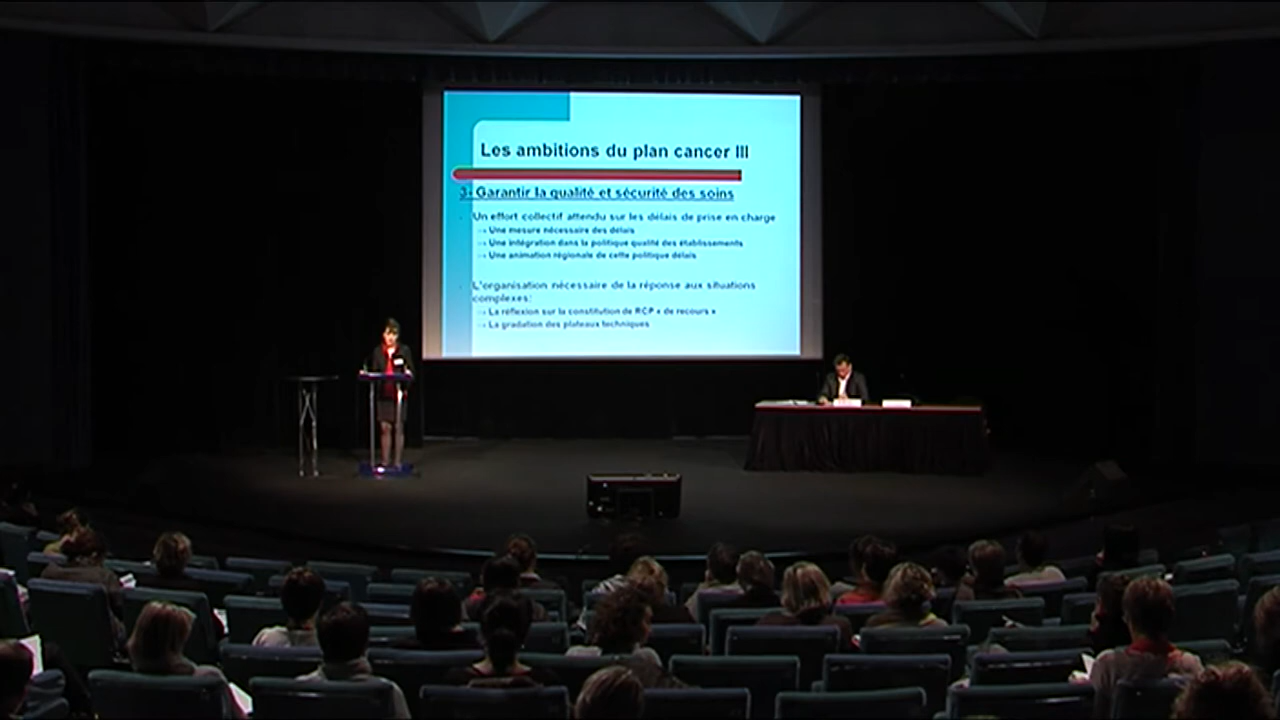 Les ambitions du plan cancer III
3- Garantir la qualité et sécurité des soins
Un effort collectif attendu sur les délais de prise en charge
Une mesure nécessaire des délais
Une intégration dans la politique qualité des établissements
Une animation régionale de cette politique délais
L'organisation nécessaire de la réponse aux situations
complexes:
La réflexion sur la constitution de RCP « de recours »
La gradation des plateaux techniques